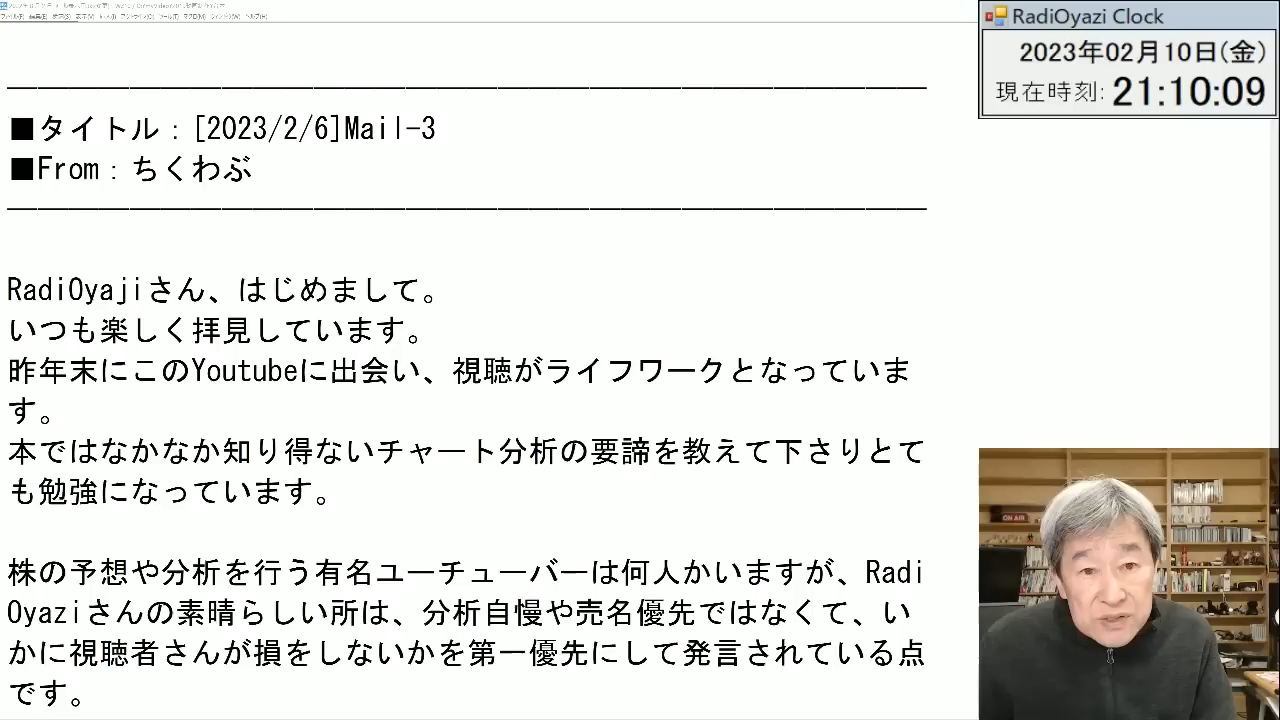 RadiOyazi Clock
2023年02月10日(金)
現在時刻: 21:10:09
■タイトル：[2023/2/6]Mail-3
■From：ちくわぶ
RadiOyajiさん、はじめまして。
いつも楽しく拝見しています。
昨年末にこのYoutubeに出会い、視聴がライフワークとなっていま
す。
本ではなかなか知り得ないチャート分析の要諦を教えて下さりとて
も勉強になっています。
株の予想や分析を行う有名ユーチューバーは何人かいますが、Radi
Oyaziさんの素晴らしい所は、分析自慢や売名優先ではなくて、い
かに視聴者さんが損をしないかを第一優先にして発言されている点
です。
ON AIR